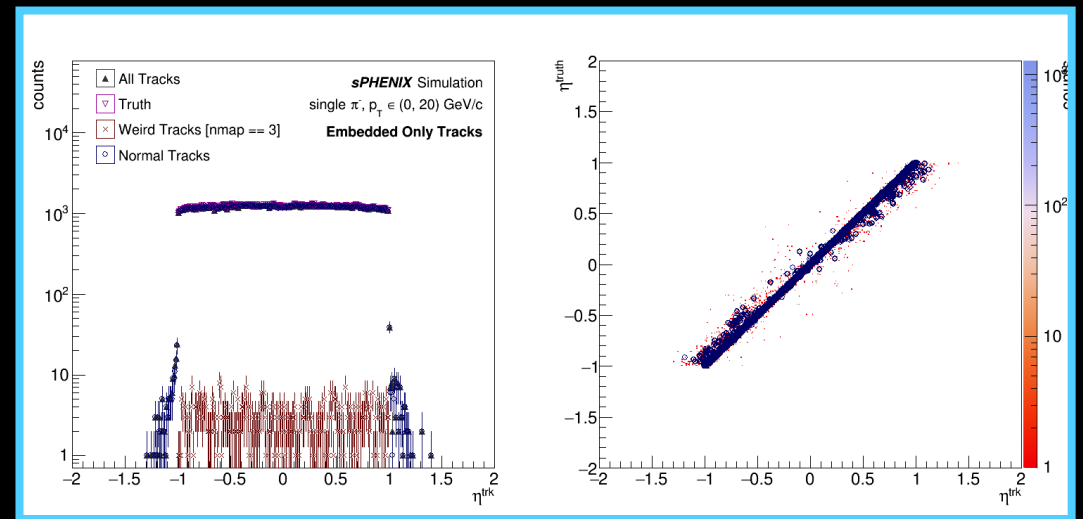 counts
All Tracks
Truth
Weird Tracks [nmap == 3]
Normal Tracks
sPHENIX Simulation
single π⁻, p_T ∈ (0, 20) GeV/c
Embedded Only Tracks
10⁴
10³
10²
10
1
−2 −1.5 −1 −0.5 0 0.5 1 1.5 2
η^trk
η^truth
2
1.5
1
0.5
0
−0.5
−1
−1.5
−2
−2 −1.5 −1 −0.5 0 0.5 1 1.5 2
η^trk
10²
10
1